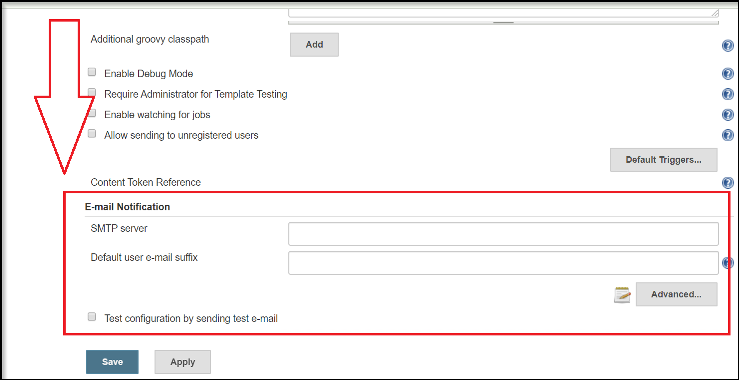 Additional groovy classpath
Add
Enable Debug Mode
Require Administrator for Template Testing
Enable watching for jobs
Allow sending to unregistered users
Default Triggers...
Content Token Reference
E-mail Notification
SMTP server
Default user e-mail suffix
Advanced...
Test configuration by sending test e-mail
Save Apply